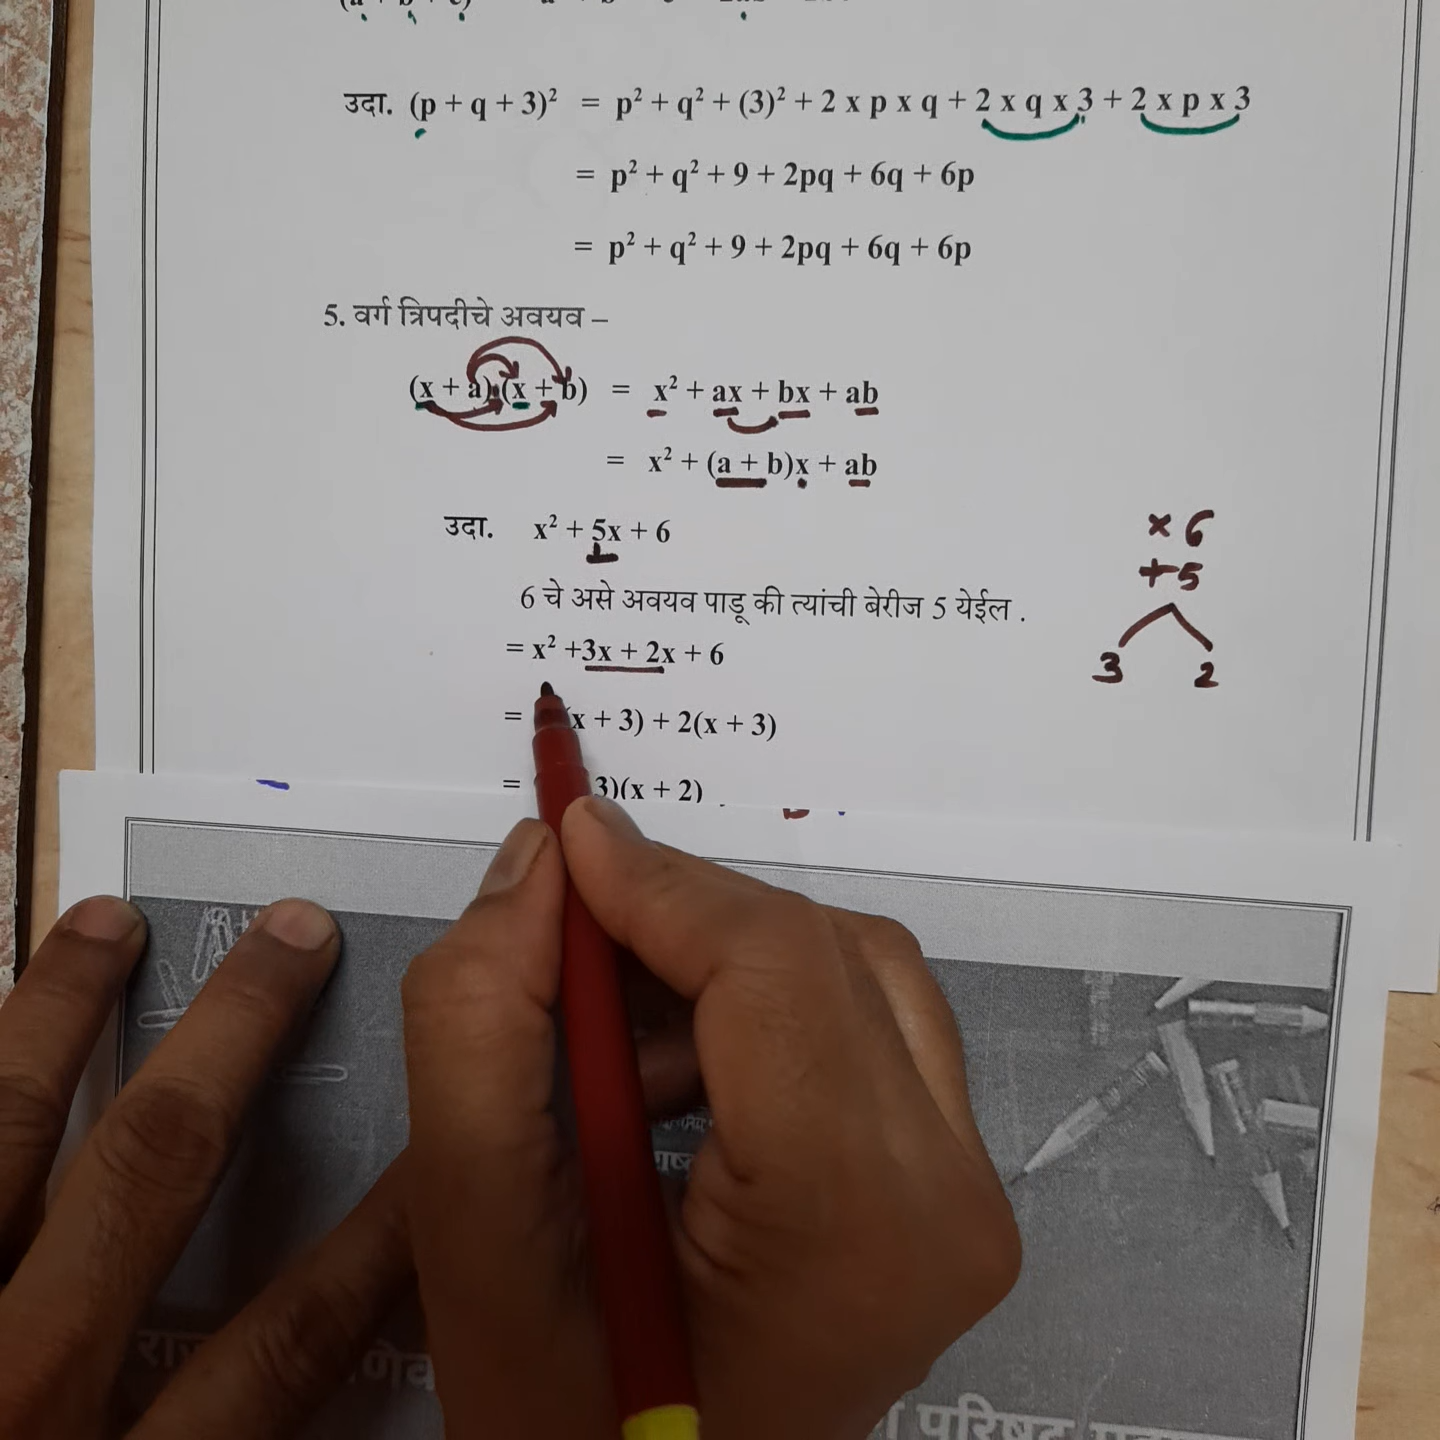 उदा. (p + q + 3)² = p² + q² + (3)² + 2 x p x q + 2 x q x 3 + 2 x p x 3
= p² + q² + 9 + 2pq + 6q + 6p
= p² + q² + 9 + 2pq + 6q + 6p
5. वर्ग त्रिपदीचे अवयव –
(x + a) (x + b) = x² + ax + bx + ab
= x² + (a + b)x + ab
उदा. x² + 5x + 6
× 6
+5
3 2
6 चे असे अवयव पाडू की त्यांची बेरीज 5 येईल .
= x² +3x + 2x + 6
= (x + 3) + 2(x + 3)
= 3)(x + 2)
परिषद